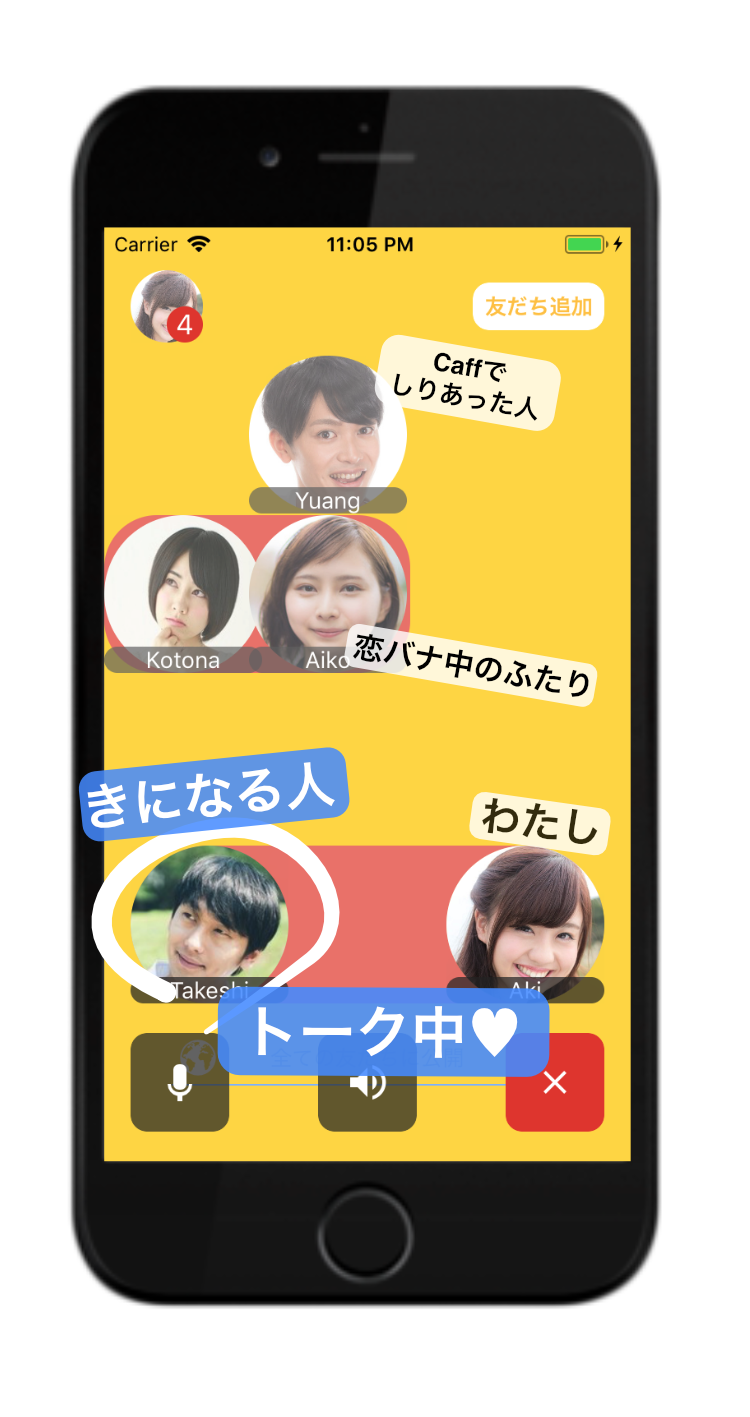 Carrier 11:05 PM
4
友だち追加
Caffで
しりあった人
Yuang
Kotona
Aiko
恋バナ中のふたり
きになる人
わたし
Takeshi
Aki
トーク中♥